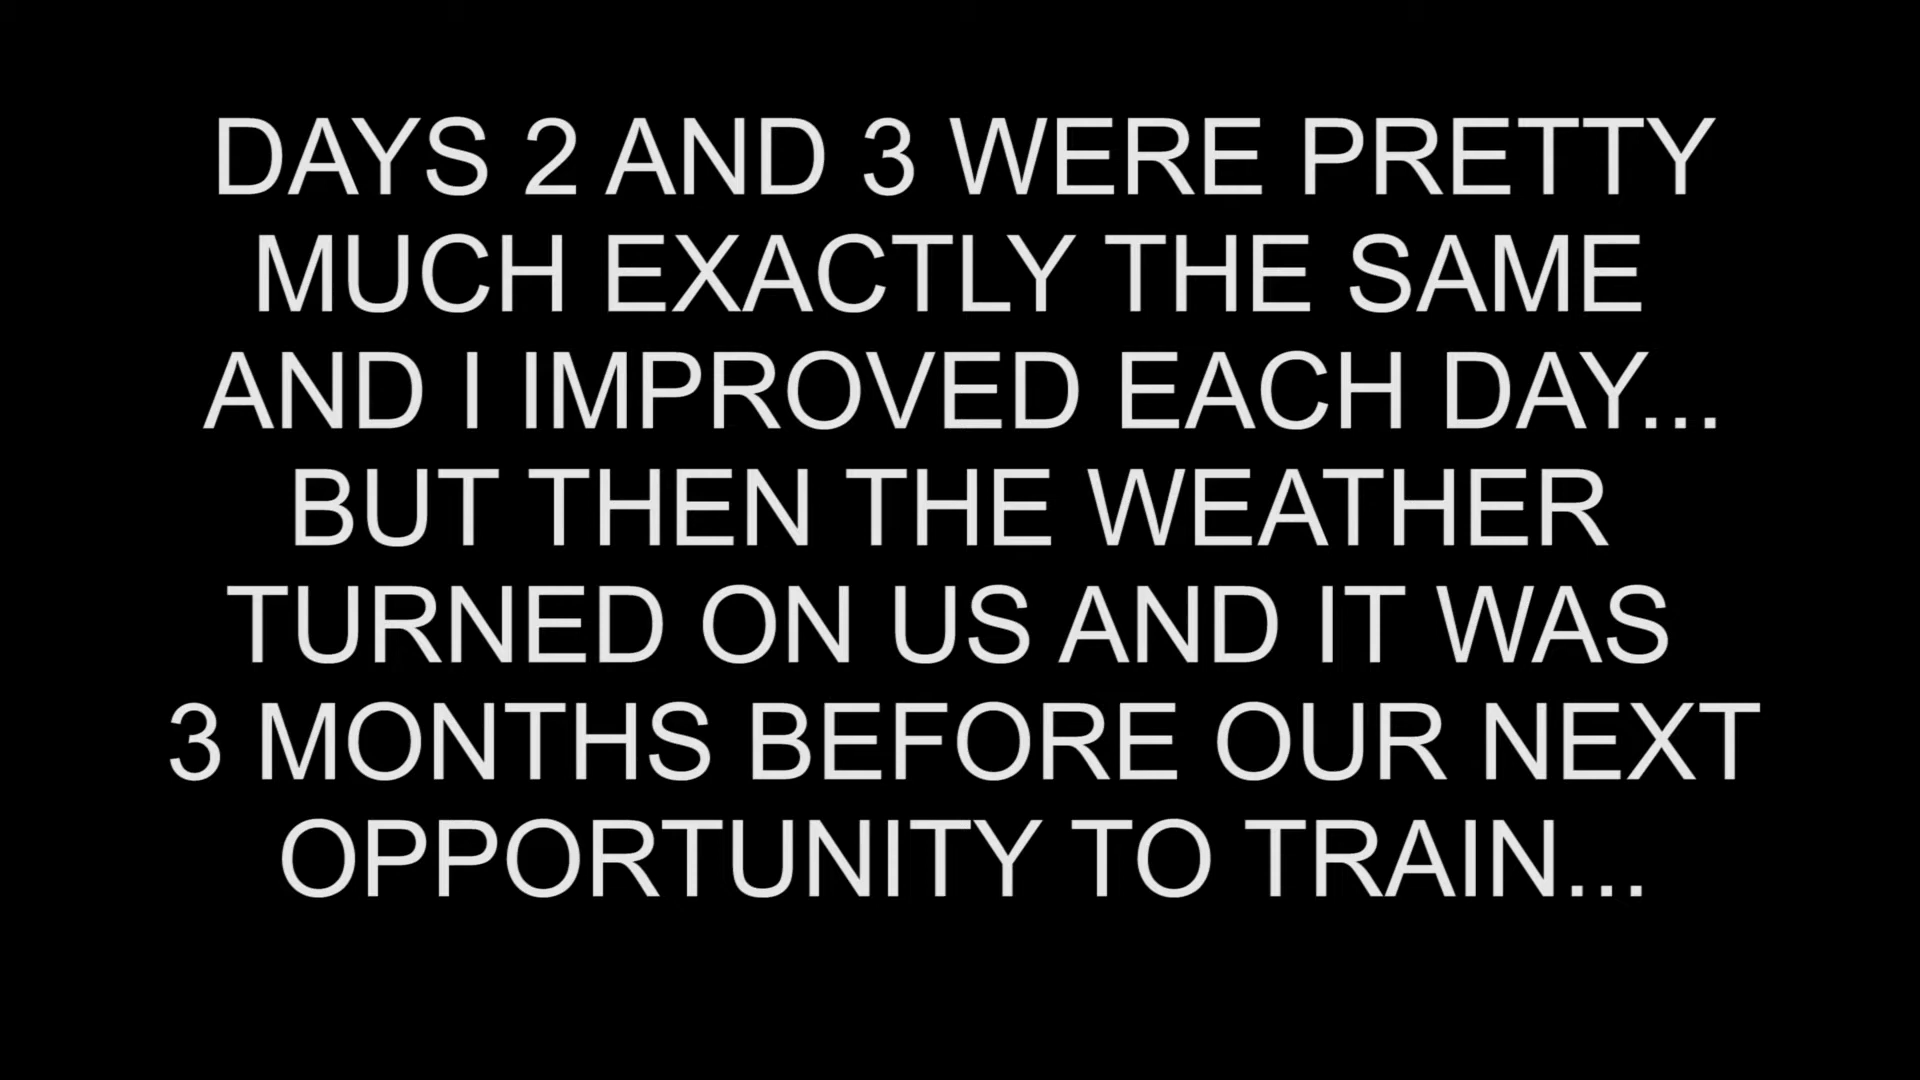 DAYS 2 AND 3 WERE PRETTY
MUCH EXACTLY THE SAME
AND I IMPROVED EACH DAY...
BUT THEN THE WEATHER
TURNED ON US AND IT WAS
3 MONTHS BEFORE OUR NEXT
OPPORTUNITY TO TRAIN...